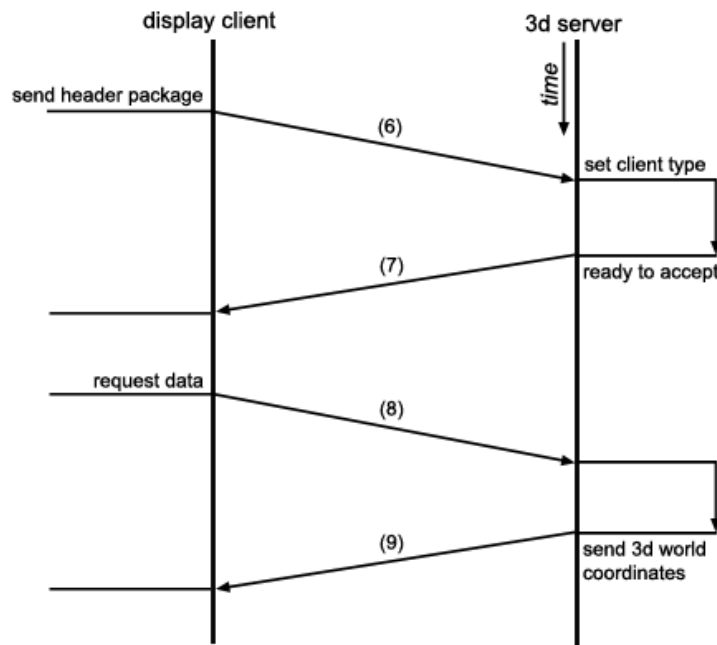 display client
3d server
time
send header package
(6)
set client type
(7)
ready to accept
request data
(8)
(9)
send 3d world
coordinates